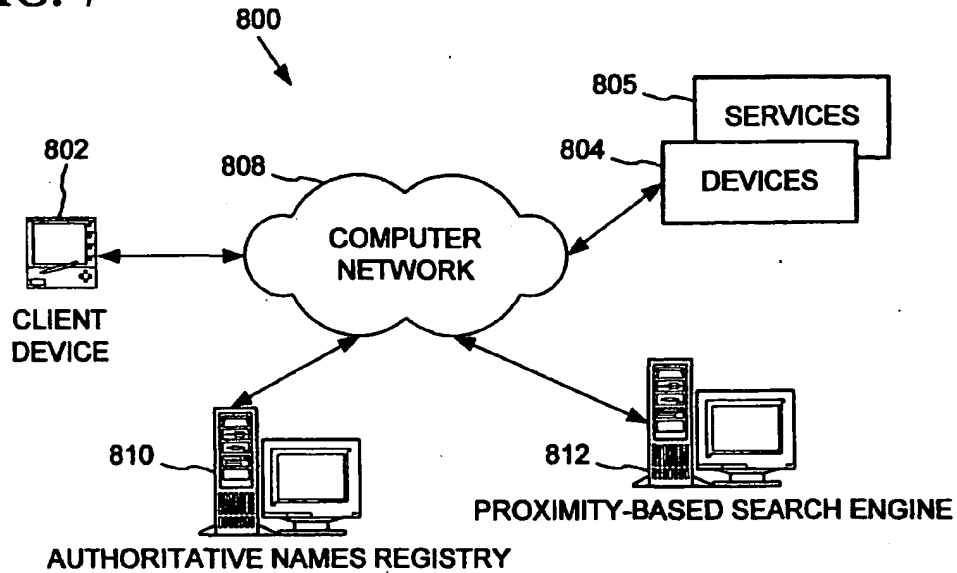 800
805
SERVICES
802
804
808
DEVICES
COMPUTER
NETWORK
CLIENT
DEVICE
810
812
PROXIMITY-BASED SEARCH ENGINE
AUTHORITATIVE NAMES REGISTRY